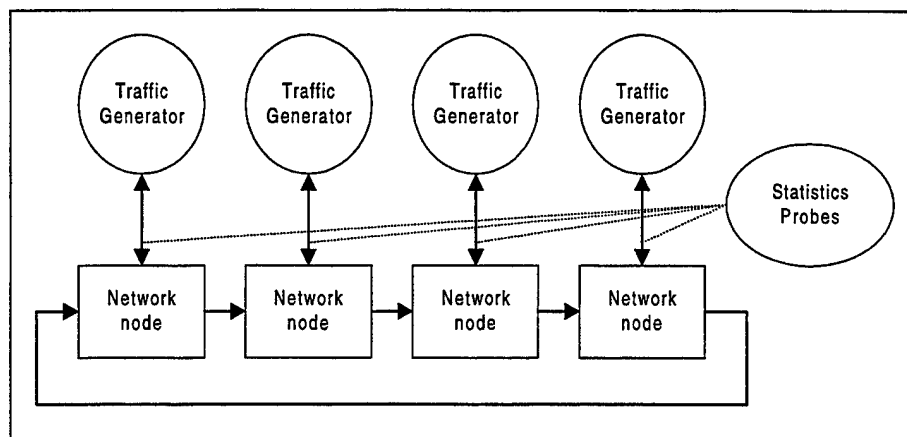 Traffic
Generator
Traffic
Generator
Traffic
Generator
Traffic
Generator
Statistics
Probes
Network
node
Network
node
Network
node
Network
node